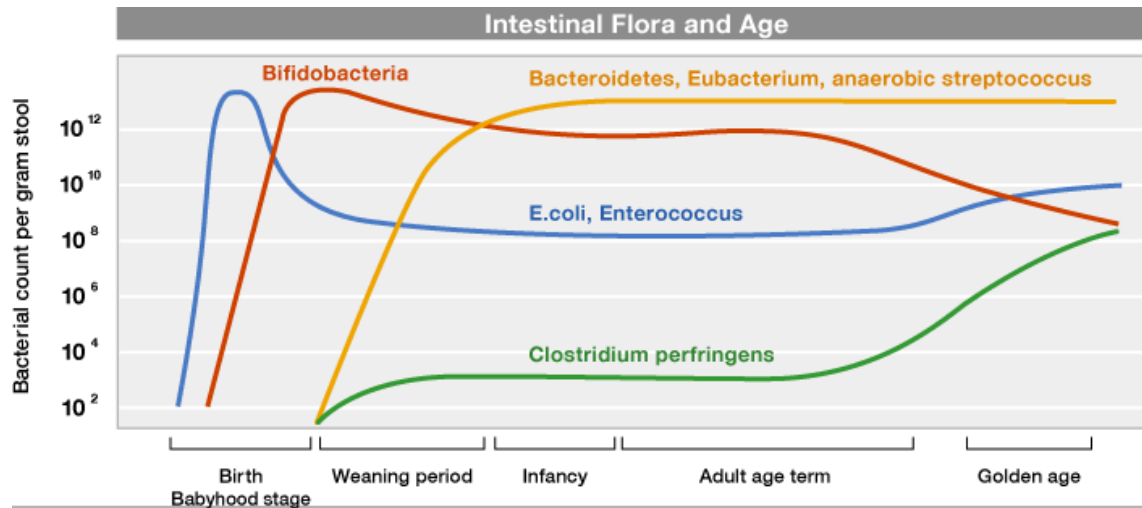 Intestinal Flora and Age
Bifidobacteria
Bacteroidetes, Eubacterium, anaerobic streptococcus
E.coli, Enterococcus
Clostridium perfringens
Bacterial count per gram stool
10^12
10^10
10^8
10^6
10^4
10^2
Birth
Babyhood stage
Weaning period
Infancy
Adult age term
Golden age